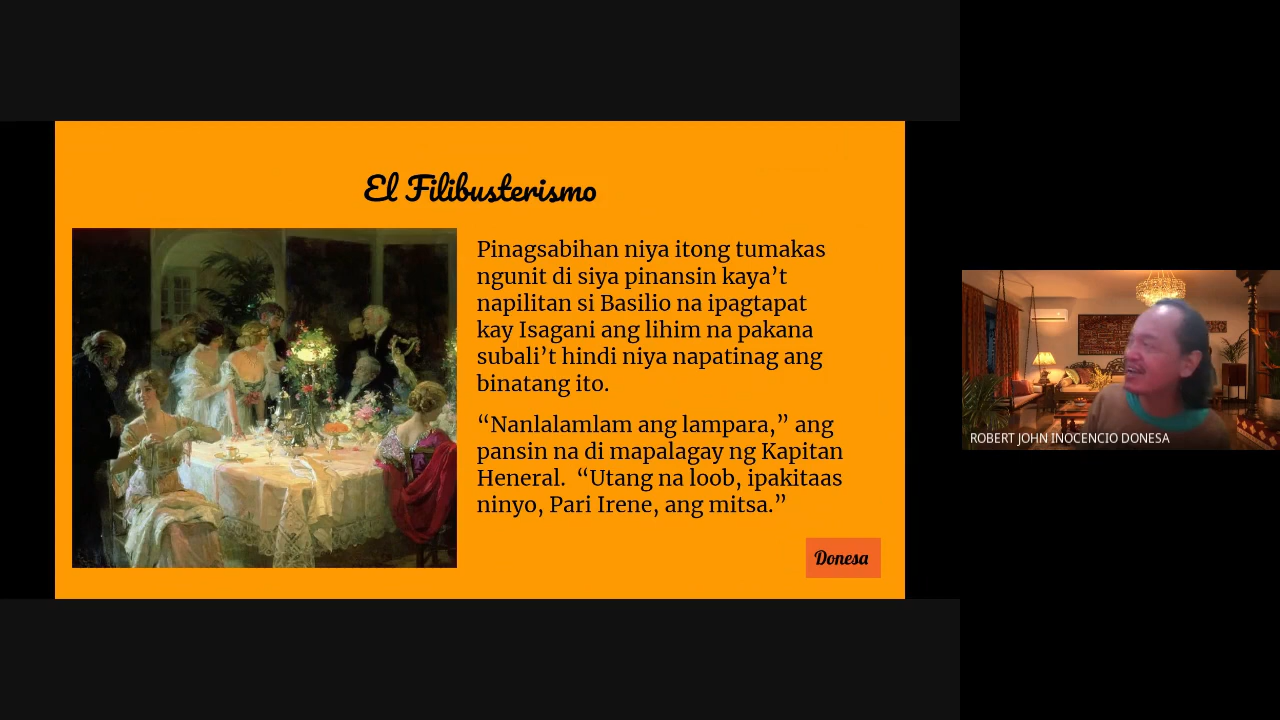 El Filibusterismo
Pinagsabihan niya itong tumakas
ngunit di siya pinansin kaya’t
napilitan si Basilio na ipagtapat
kay Isagani ang lihim na pakana
subali’t hindi niya napatinag ang
binatang ito.
“Nanlalamlam ang lampara,” ang
pansin na di mapalagay ng Kapitan
Heneral.  “Utang na loob, ipakitaas
ninyo, Pari Irene, ang mitsa.”
Donesa
ROBERT JOHN INOCENCIO DONESA